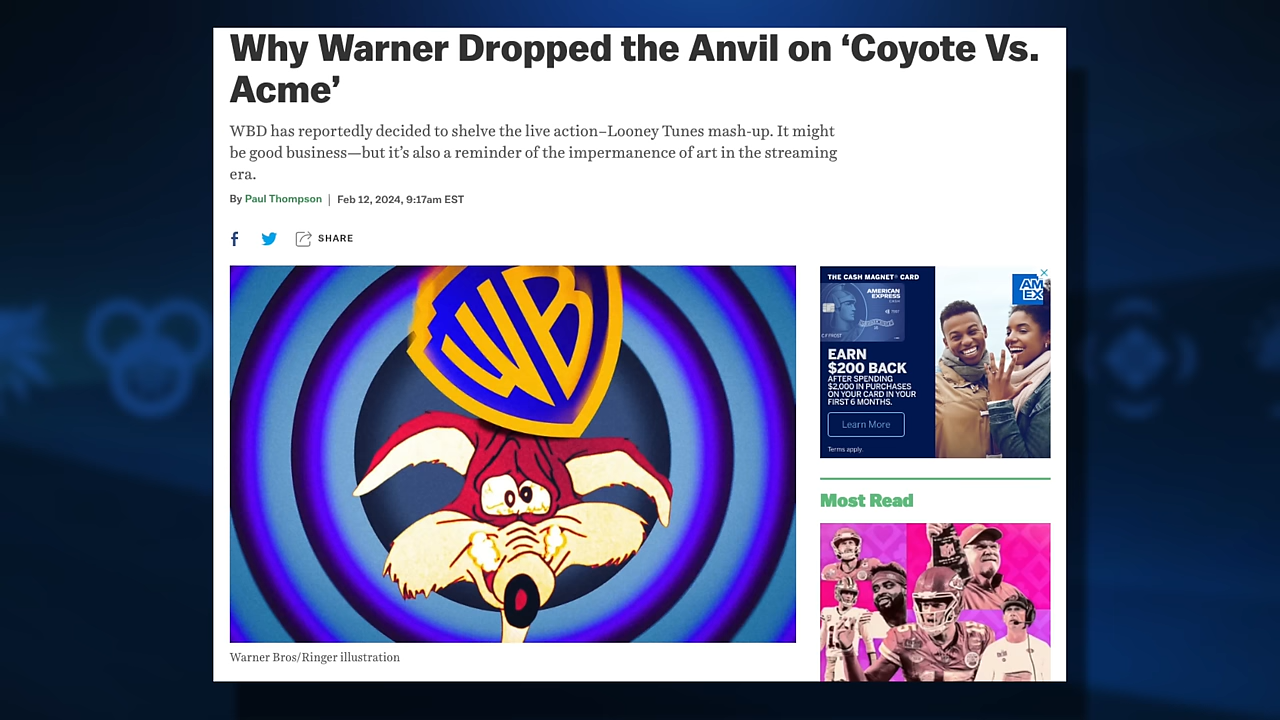 Why Warner Dropped the Anvil on ‘Coyote Vs.
Acme’
WBD has reportedly decided to shelve the live action–Looney Tunes mash-up. It might
be good business—but it’s also a reminder of the impermanence of art in the streaming
era.
By Paul Thompson | Feb 12, 2024, 9:17am EST
SHARE
WB
THE CASH MAGNET® CARD
AMERICAN
EXPRESS
AM
EX
C F FROST
EARN
$200 BACK
AFTER SPENDING
$2,000 IN PURCHASES
ON YOUR CARD IN YOUR
FIRST 6 MONTHS.
Learn More
Terms apply.
Most Read
Warner Bros/Ringer illustration